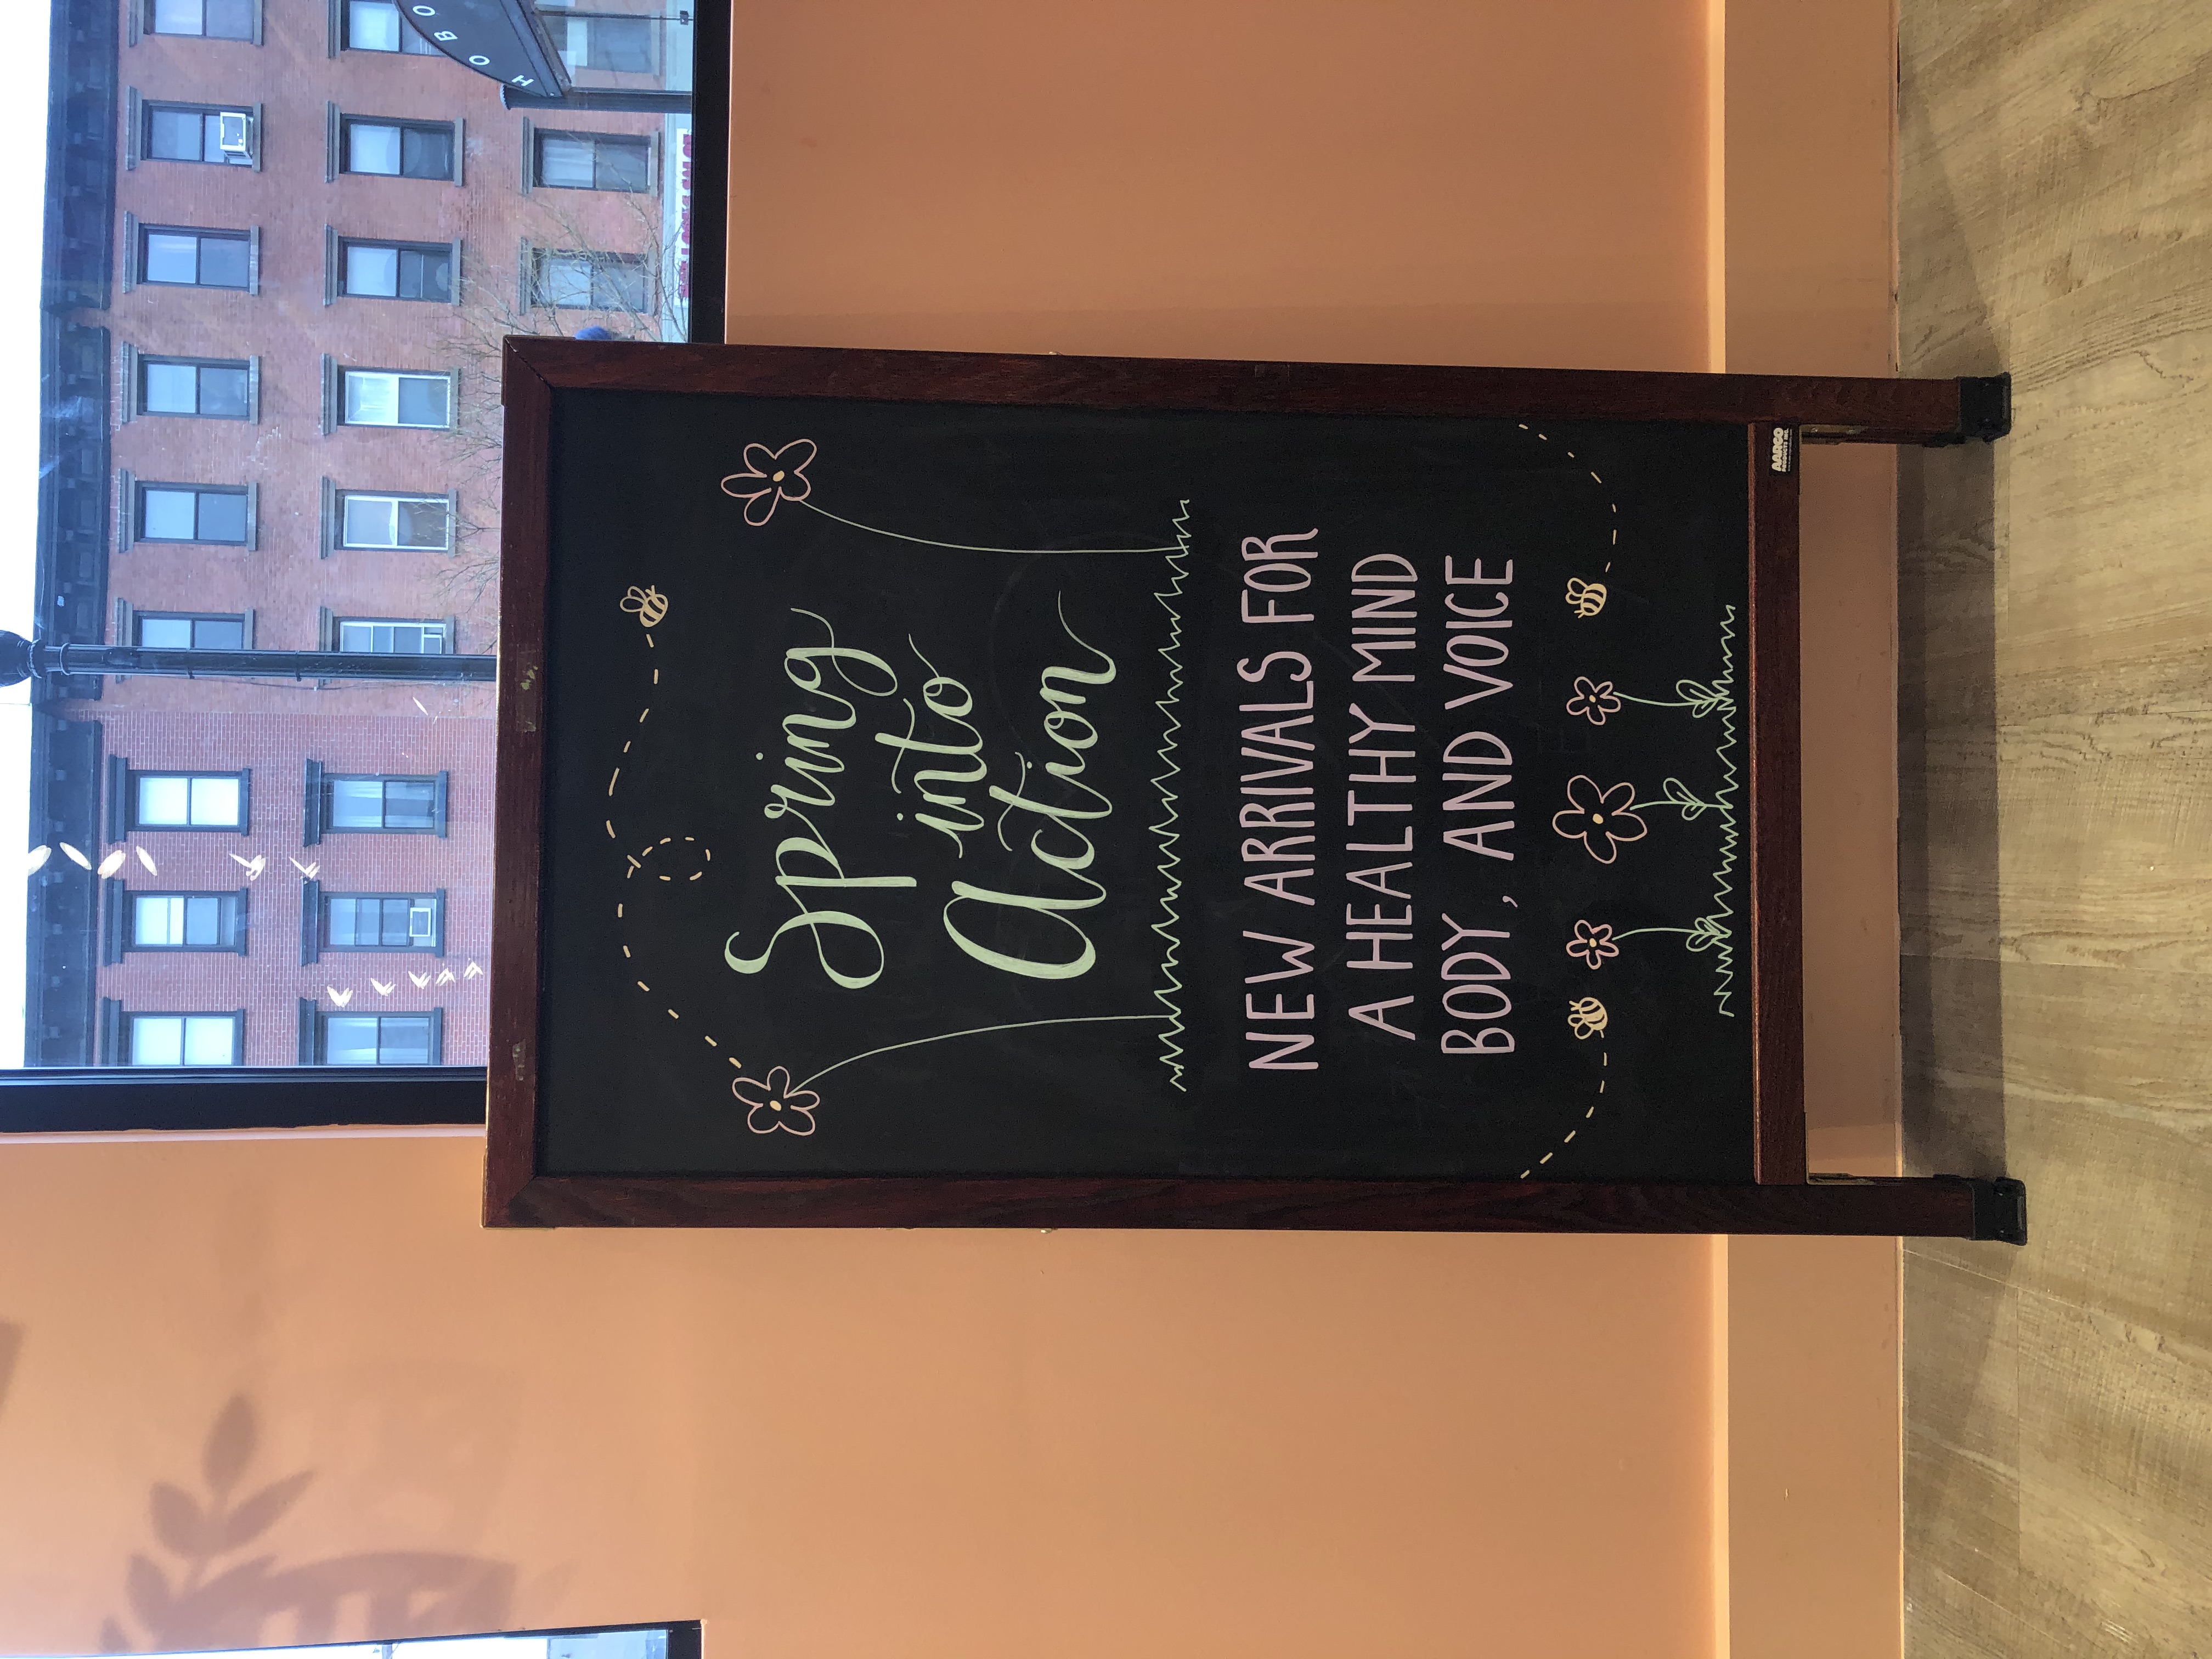 HOBO
Spring
into
Action
NEW ARRIVALS FOR
A HEALTHY MIND
BODY, AND VOICE
AARCO
PRODUCTS INC.